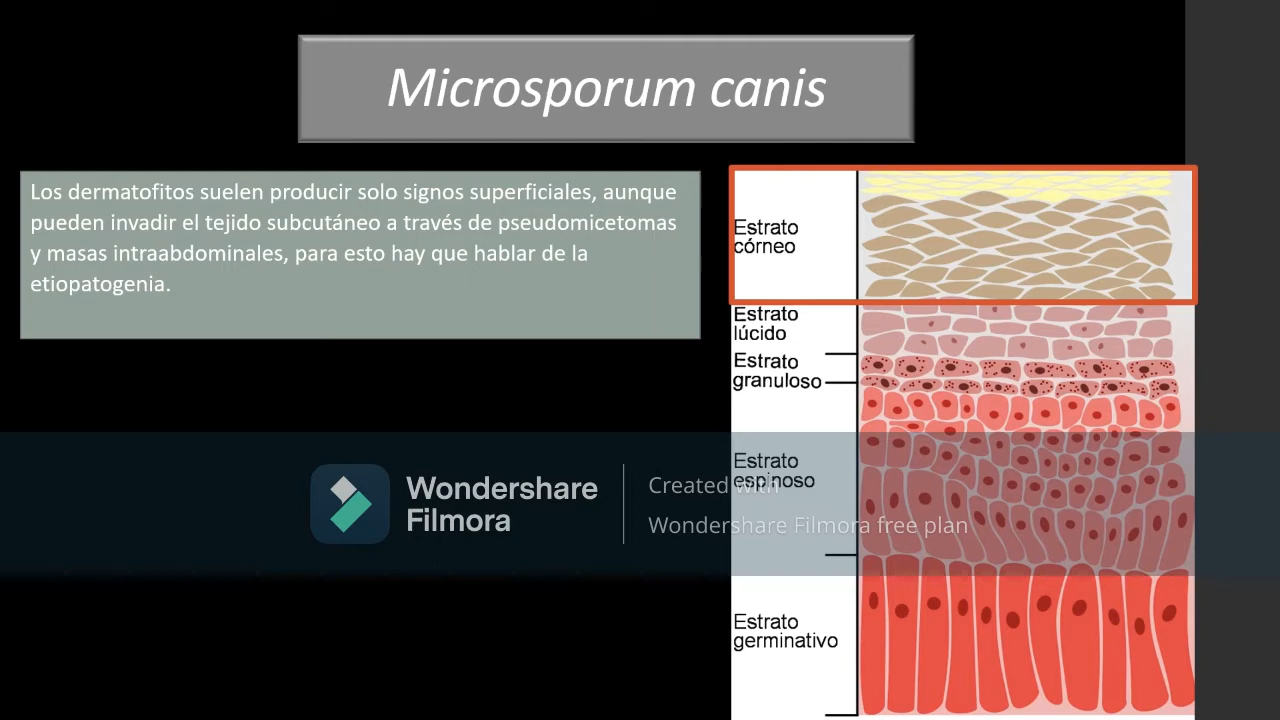 Microsporum canis
Los dermatofitos suelen producir solo signos superficiales, aunque
pueden invadir el tejido subcutáneo a través de pseudomicetomas
y masas intraabdominales, para esto hay que hablar de la
etiopatogenia.
Estrato
córneo
Estrato
lúcido
Estrato
granuloso
Estrato
espinoso
Estrato
germinativo
Wondershare
Filmora
Created with
Wondershare Filmora free plan